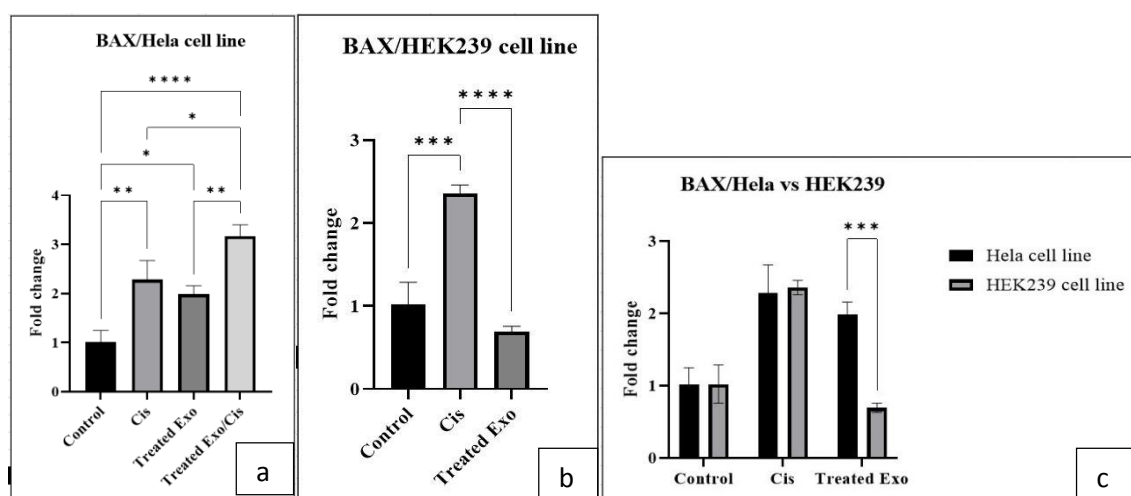 BAX/Hela cell line
****
*
*
**
**
Fold change
4
3
2
1
0
Control
Cis
Treated Exo
Treated Exo/Cis
a
BAX/HEK239 cell line
****
***
Fold change
3
2
1
0
Control
Cis
Treated Exo
b
BAX/Hela vs HEK239
***
Fold change
3
2
1
0
Control Cis Treated Exo
Hela cell line
HEK239 cell line
c